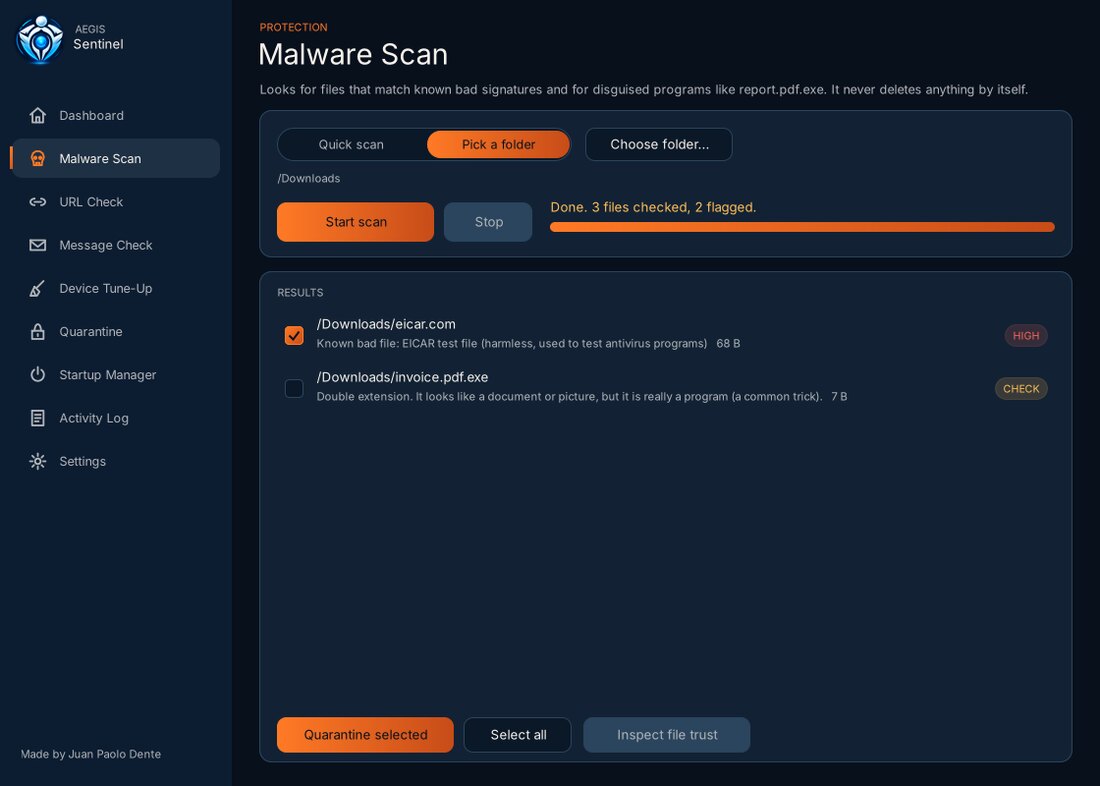 AEGIS
Sentinel
Dashboard
Malware Scan
URL Check
Message Check
Device Tune-Up
Quarantine
Startup Manager
Activity Log
Settings
Made by Juan Paolo Dente
PROTECTION
Malware Scan
Looks for files that match known bad signatures and for disguised programs like report.pdf.exe. It never deletes anything by itself.
Quick scan
Pick a folder
Choose folder...
/Downloads
Start scan
Stop
Done. 3 files checked, 2 flagged.
RESULTS
/Downloads/eicar.com
Known bad file: EICAR test file (harmless, used to test antivirus programs) 68 B
HIGH
/Downloads/invoice.pdf.exe
Double extension. It looks like a document or picture, but it is really a program (a common trick). 7 B
CHECK
Quarantine selected
Select all
Inspect file trust